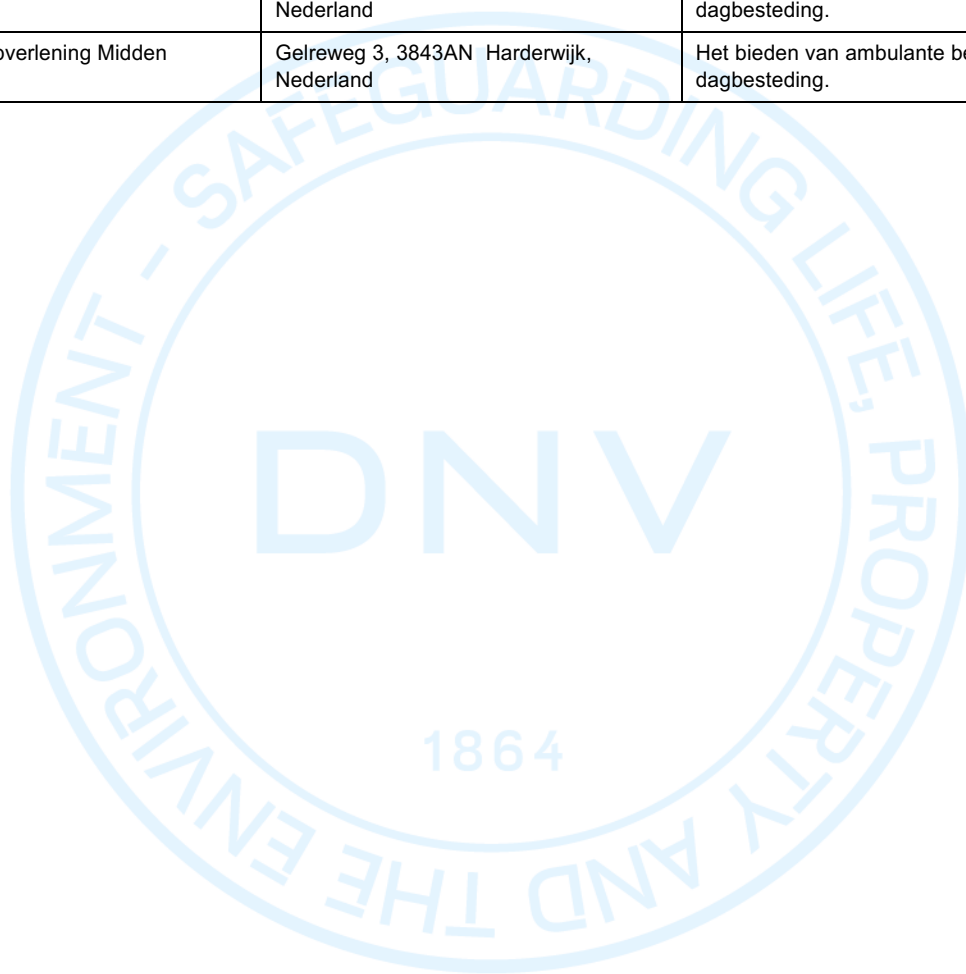 Nederland
dagbesteding.
overlening Midden
Gelreweg 3, 3843AN Harderwijk,
Nederland
Het bieden van ambulante be
dagbesteding.
SAFEGUARDING LIFE, PROPERTY AND THE ENVIRONMENT -
DNV
1864